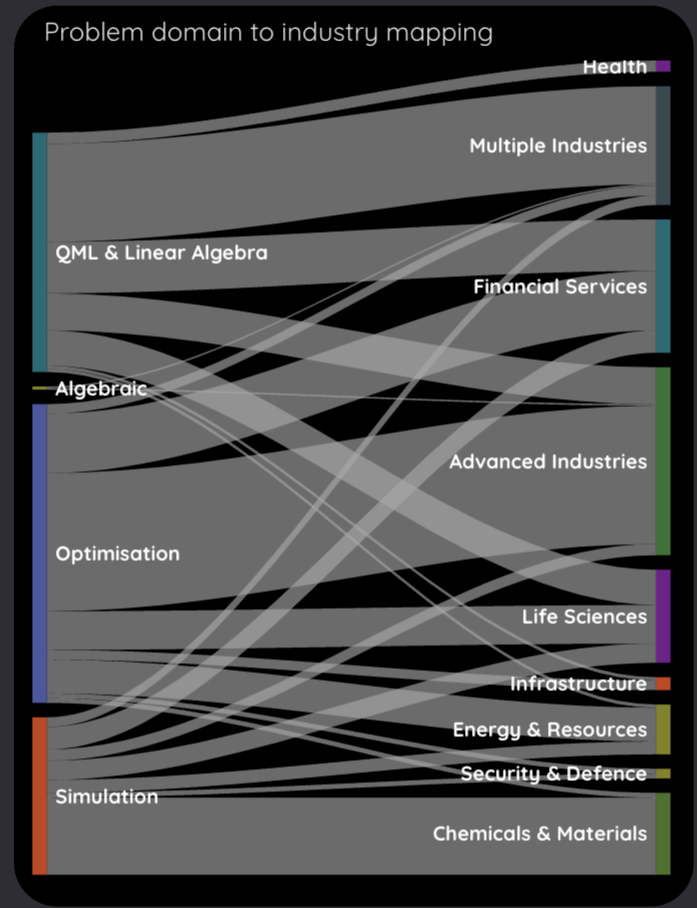 Problem domain to industry mapping
Health
Multiple Industries
QML & Linear Algebra
Financial Services
Algebraic
Advanced Industries
Optimisation
Life Sciences
Infrastructure
Energy & Resources
Security & Defence
Simulation
Chemicals & Materials